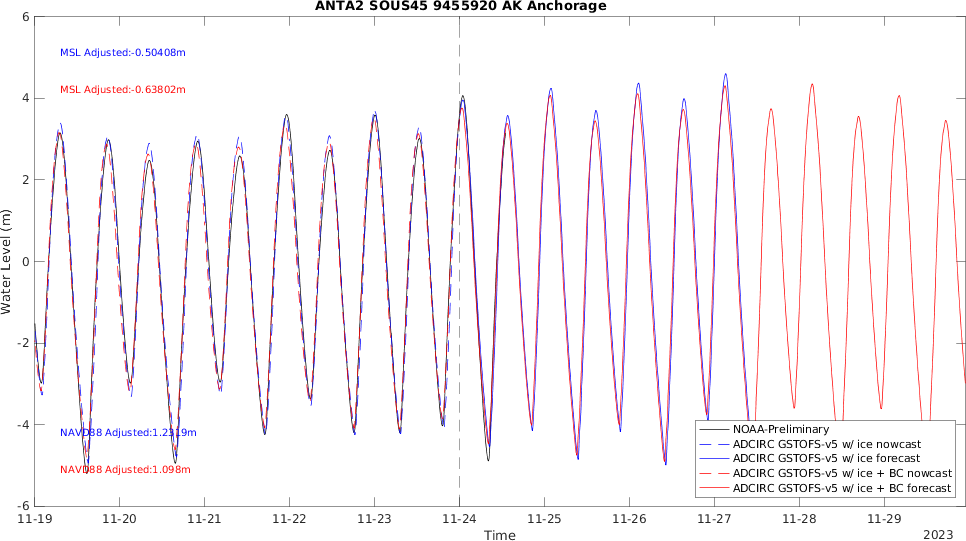 ANTA2 SOUS45 9455920 AK Anchorage
6
4
2
0
-2
-4
-6
Water Level (m)
MSL Adjusted:-0.50408m
MSL Adjusted:-0.63802m
NAVD88 Adjusted:1.2319m
NAVD88 Adjusted:1.098m
NOAA-Preliminary
ADCIRC GSTOFS-v5 w/ ice nowcast
ADCIRC GSTOFS-v5 w/ ice forecast
ADCIRC GSTOFS-v5 w/ ice + BC nowcast
ADCIRC GSTOFS-v5 w/ ice + BC forecast
11-19 11-20 11-21 11-22 11-23 11-24 11-25 11-26 11-27 11-28 11-29
Time
2023